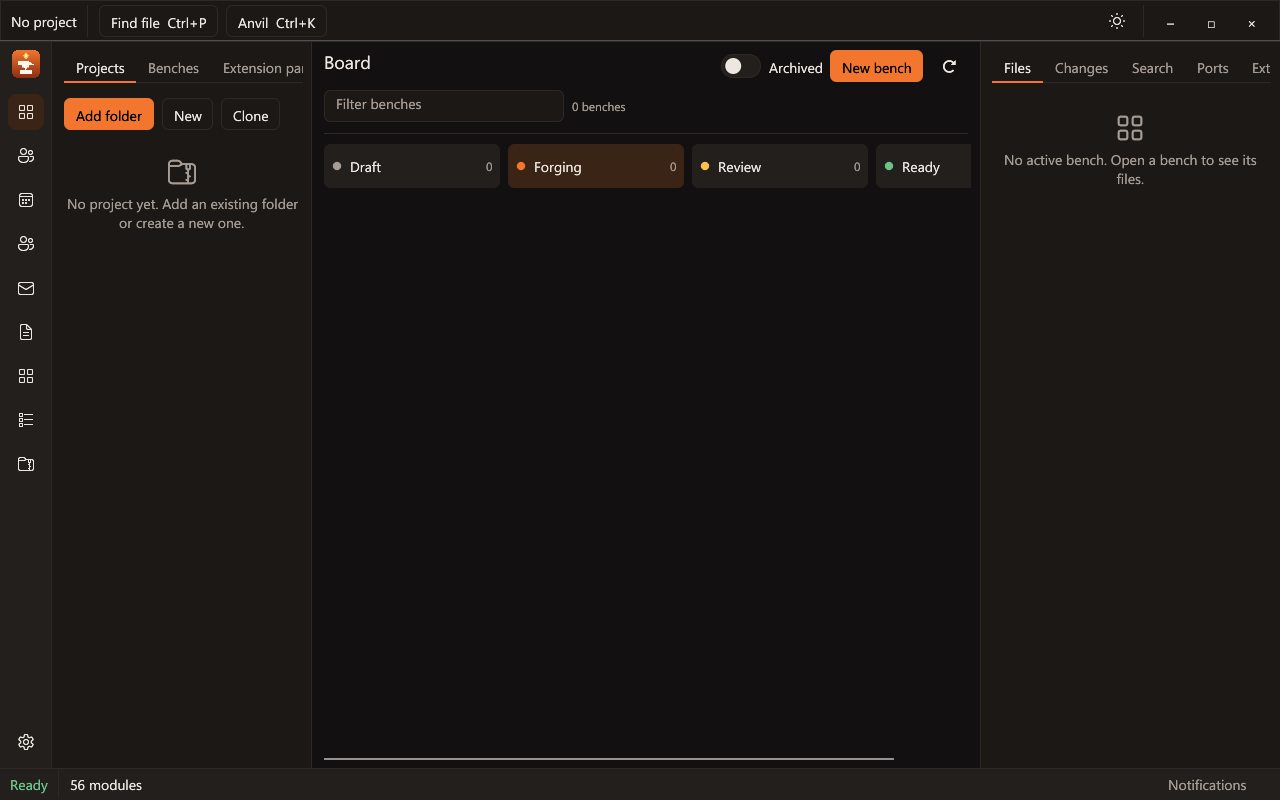 No project
Find file Ctrl+P
Anvil Ctrl+K
Projects
Benches
Extension par
Add folder
New
Clone
No project yet. Add an existing folder
or create a new one.
Board
Archived
New bench
Filter benches
0 benches
Draft 0
Forging 0
Review 0
Ready
Files
Changes
Search
Ports
Ext
No active bench. Open a bench to see its
files.
Ready
56 modules
Notifications